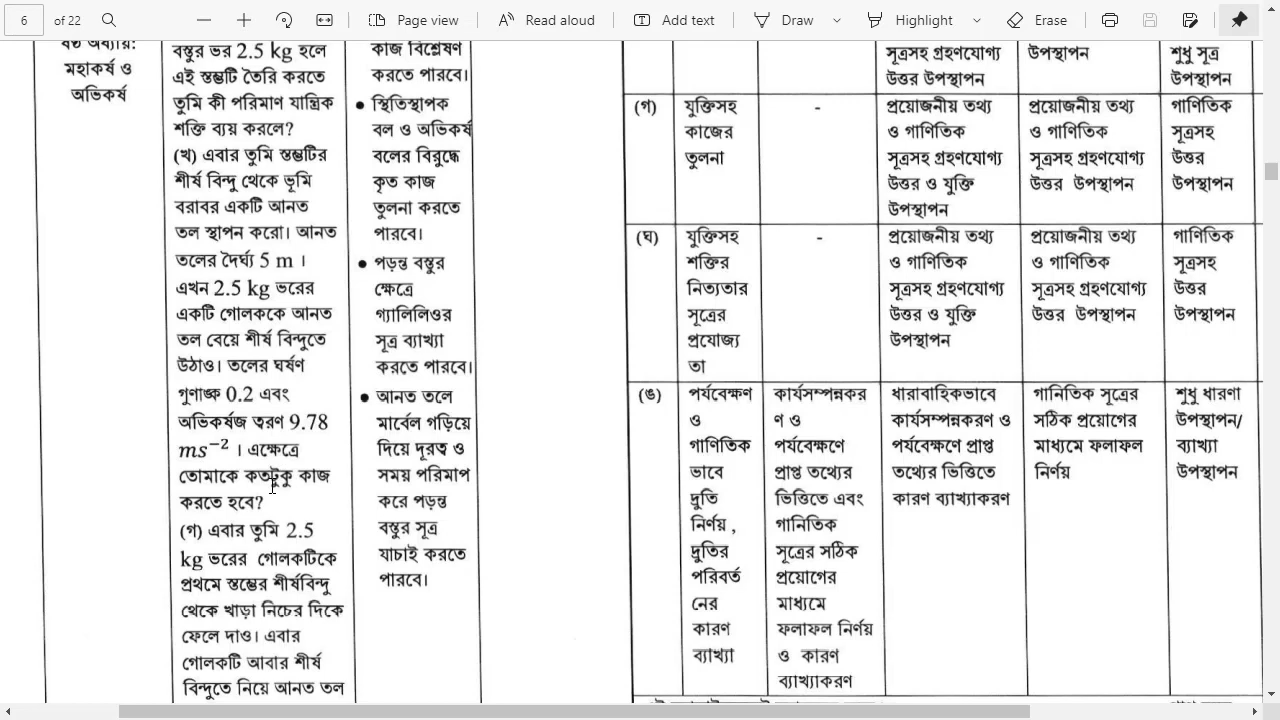 6 of 22 Page view Read aloud Add text Draw Highlight Erase
ষষ্ঠ অধ্যায়:
মহাকর্ষ ও
অভিকর্ষ
বস্তুর ভর 2.5 kg হলে
এই স্তম্ভটি তৈরি করতে
তুমি কী পরিমাণ যান্ত্রিক
শক্তি ব্যয় করলে?
(খ) এবার তুমি স্তম্ভটির
শীর্ষ বিন্দু থেকে ভূমি
বরাবর একটি আনত
তল স্থাপন করো। আনত
তলের দৈর্ঘ্য 5 m ।
এখন 2.5 kg ভরের
একটি গোলককে আনত
তল বেয়ে শীর্ষ বিন্দুতে
উঠাও। তলের ঘর্ষণ
গুণাঙ্ক 0.2 এবং
অভিকর্ষজ ত্বরণ 9.78
ms⁻² । এক্ষেত্রে
তোমাকে কতটুকু কাজ
করতে হবে?
(গ) এবার তুমি 2.5
kg ভরের গোলকটিকে
প্রথমে স্তম্ভের শীর্ষবিন্দু
থেকে খাড়া নিচের দিকে
ফেলে দাও। এবার
গোলকটি আবার শীর্ষ
বিন্দুতে নিয়ে আনত তল
কাজ বিশ্লেষণ
করতে পারবে।
● স্থিতিস্থাপক
বল ও অভিকর্ষ
বলের বিরুদ্ধে
কৃত কাজ
তুলনা করতে
পারবে।
● পড়ন্ত বস্তুর
ক্ষেত্রে
গ্যালিলিওর
সূত্র ব্যাখ্যা
করতে পারবে।
● আনত তলে
মার্বেল গড়িয়ে
দিয়ে দূরত্ব ও
সময় পরিমাপ
করে পড়ন্ত
বস্তুর সূত্র
যাচাই করতে
পারবে।
সূত্রসহ গ্রহণযোগ্য
উত্তর উপস্থাপন
উপস্থাপন
শুধু সূত্র
উপস্থাপন
(গ)
যুক্তিসহ
কাজের
তুলনা
-
প্রয়োজনীয় তথ্য
ও গাণিতিক
সূত্রসহ গ্রহণযোগ্য
উত্তর ও যুক্তি
উপস্থাপন
প্রয়োজনীয় তথ্য
ও গাণিতিক
সূত্রসহ গ্রহণযোগ্য
উত্তর উপস্থাপন
গাণিতিক
সূত্রসহ
উত্তর
উপস্থাপন
(ঘ)
যুক্তিসহ
শক্তির
নিত্যতার
সূত্রের
প্রযোজ্য
তা
-
প্রয়োজনীয় তথ্য
ও গাণিতিক
সূত্রসহ গ্রহণযোগ্য
উত্তর ও যুক্তি
উপস্থাপন
প্রয়োজনীয় তথ্য
ও গাণিতিক
সূত্রসহ গ্রহণযোগ্য
উত্তর উপস্থাপন
গাণিতিক
সূত্রসহ
উত্তর
উপস্থাপন
(ঙ)
পর্যবেক্ষণ
ও
গাণিতিক
ভাবে
দ্রুতি
নির্ণয় ,
দ্রুতির
পরিবর্ত
নের
কারণ
ব্যাখ্যা
কার্যসম্পন্নকর
ণ ও
পর্যবেক্ষণে
প্রাপ্ত তথ্যের
ভিত্তিতে এবং
গানিতিক
সূত্রের সঠিক
প্রয়োগের
মাধ্যমে
ফলাফল নির্ণয়
ও কারণ
ব্যাখ্যাকরণ
ধারাবাহিকভাবে
কার্যসম্পন্নকরণ ও
পর্যবেক্ষণে প্রাপ্ত
তথ্যের ভিত্তিতে
কারণ ব্যাখ্যাকরণ
গানিতিক সূত্রের
সঠিক প্রয়োগের
মাধ্যমে ফলাফল
নির্ণয়
শুধু ধারণা
উপস্থাপন/
ব্যাখ্যা
উপস্থাপন